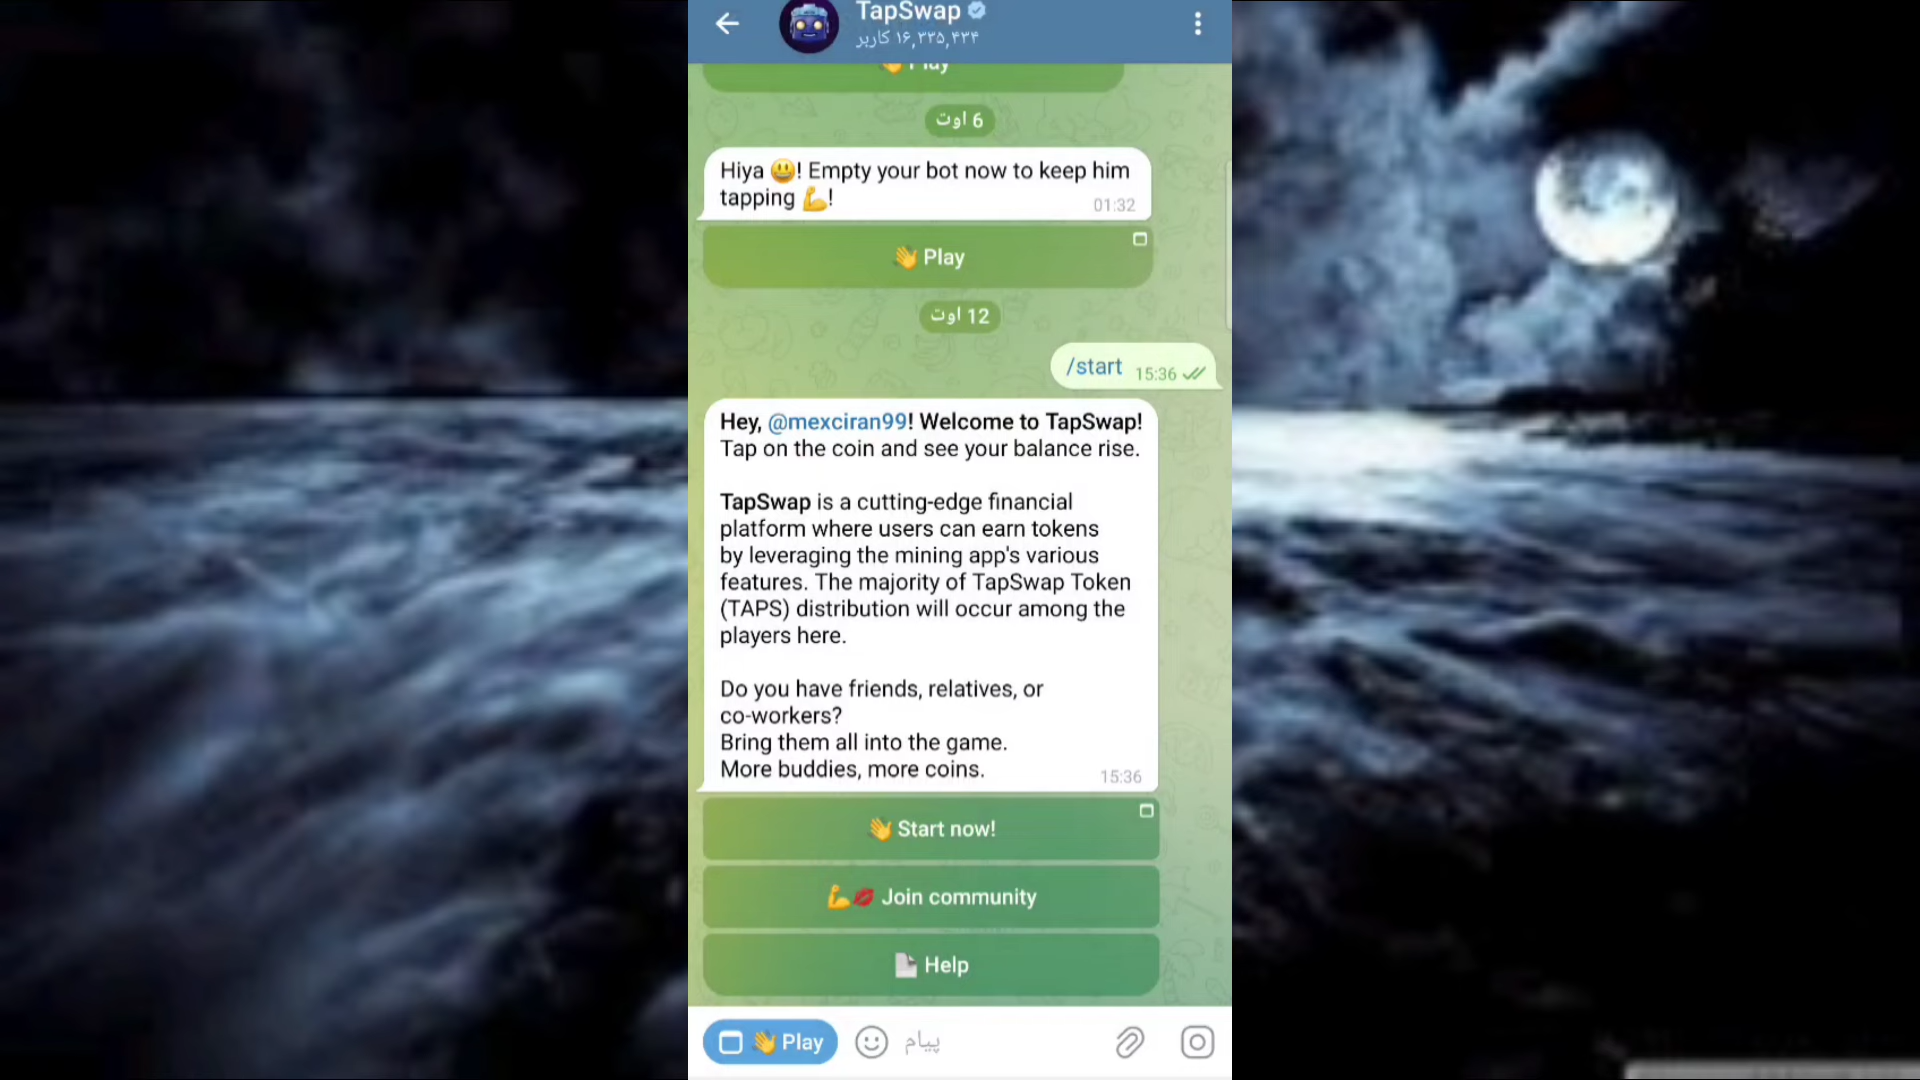 TapSwap
۱۶,۳۳۵,۴۳۴ کاربر
Play
6 اوت
Hiya 😃! Empty your bot now to keep him
tapping 💪!
01:32
👋 Play
12 اوت
/start 15:36
Hey, @mexciran99! Welcome to TapSwap!
Tap on the coin and see your balance rise.
TapSwap is a cutting-edge financial
platform where users can earn tokens
by leveraging the mining app's various
features. The majority of TapSwap Token
(TAPS) distribution will occur among the
players here.
Do you have friends, relatives, or
co-workers?
Bring them all into the game.
More buddies, more coins.
15:36
👋 Start now!
💪💋 Join community
Help
👋 Play
پیام